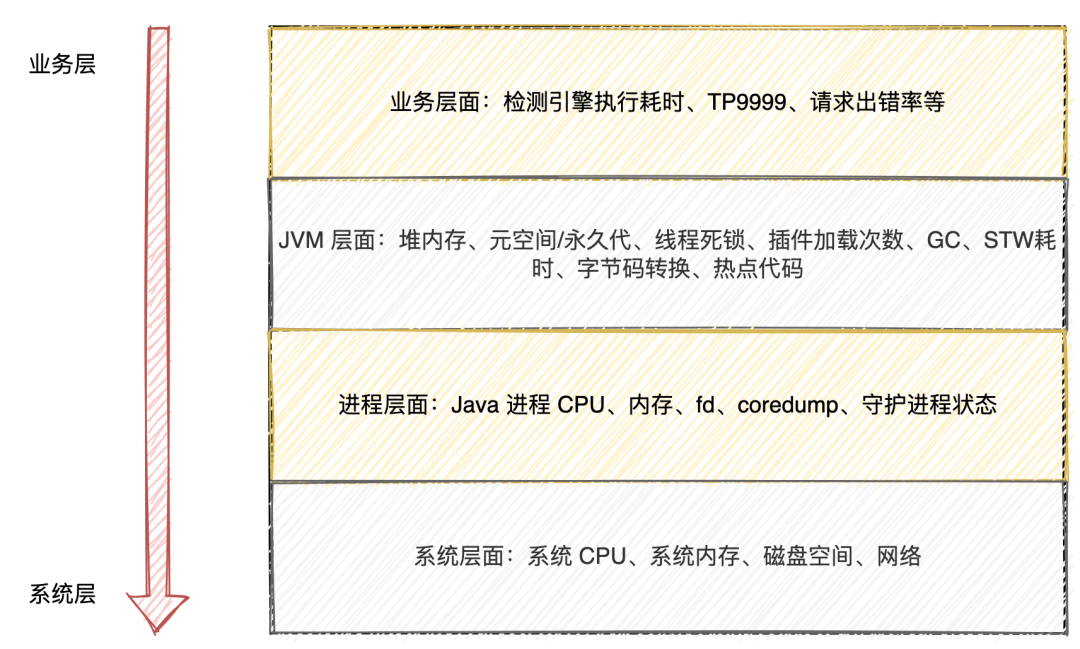 业务层
业务层面：检测引擎执行耗时、TP9999、请求出错率等
JVM 层面：堆内存、元空间/永久代、线程死锁、插件加载次数、GC、STW耗
时、字节码转换、热点代码
进程层面：Java 进程 CPU、内存、fd、coredump、守护进程状态
系统层面：系统 CPU、系统内存、磁盘空间、网络
系统层